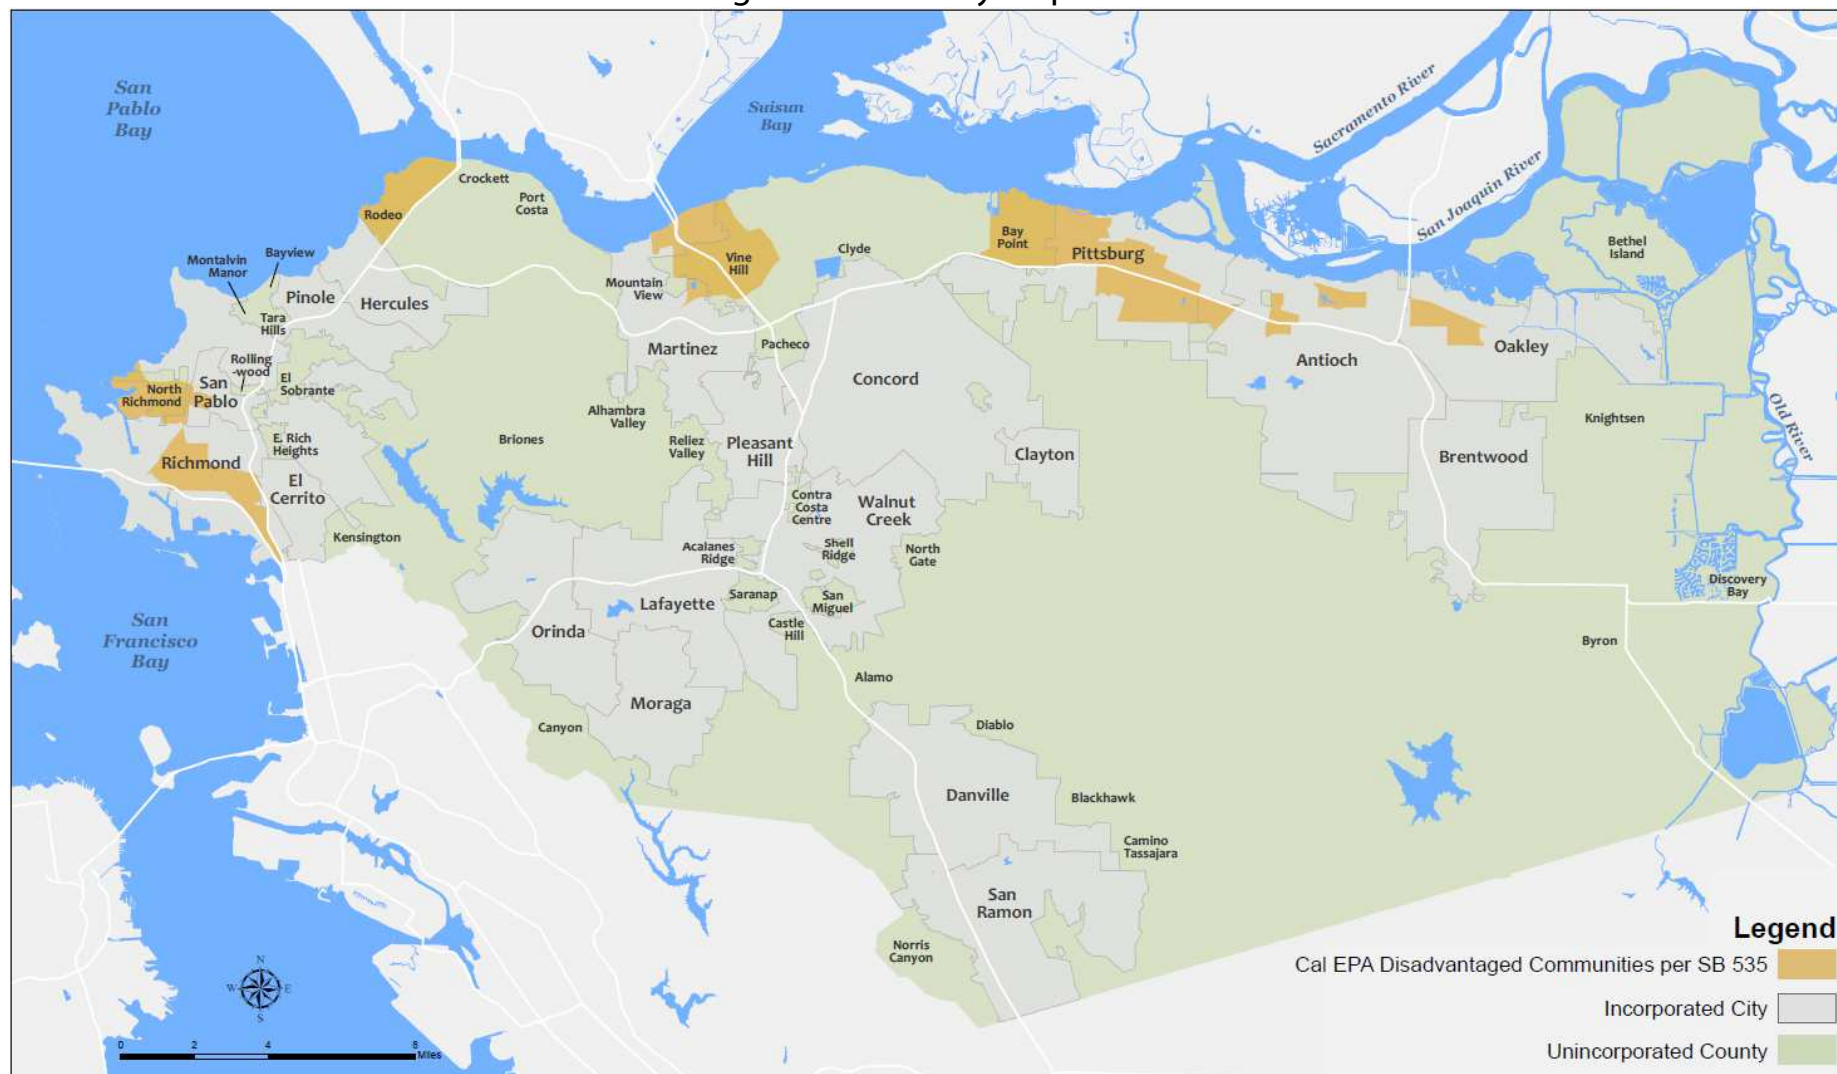 San
Pablo
Bay
Suisun
Bay
Sacramento River
San Joaquin River
Crockett
Port
Costa
Rodeo
Bayview
Montalvin
Manor
Vine
Hill
Clyde
Bay
Point
Pittsburg
Bethel
Island
Mountain
View
Pinole
Hercules
Tara
Hills
Martinez
Pacheco
Antioch
Oakley
Rolling
-wood
El
Sobrante
San
Pablo
North
Richmond
Concord
Alhambra
Valley
Old River
Knightsen
Briones
Reliez
Valley
Pleasant
Hill
E. Rich
Heights
Clayton
Brentwood
Richmond
El
Cerrito
Contra
Costa
Centre
Walnut
Creek
Kensington
Acalanes
Ridge
Shell
Ridge
North
Gate
Discovery
Bay
Saranap
San
Miguel
Lafayette
Castle
Hill
Orinda
San
Francisco
Bay
Byron
Alamo
Moraga
Canyon
Diablo
Danville
Blackhawk
Camino
Tassajara
San
Ramon
Norris
Canyon
Legend
Cal EPA Disadvantaged Communities per SB 535
Incorporated City
Unincorporated County
N
W
E
S
0 2 4 8
Miles